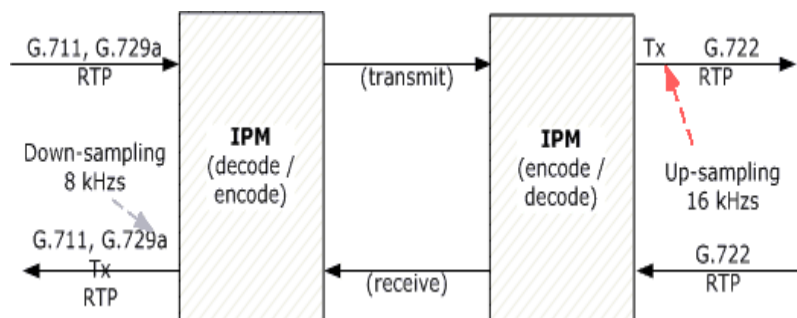 G.711, G.729a
RTP
(transmit)
Tx G.722
RTP
IPM
(decode /
encode)
IPM
(encode /
decode)
Down-sampling
8 kHzs
Up-sampling
16 kHzs
G.711, G.729a
Tx
RTP
(receive)
G.722
RTP